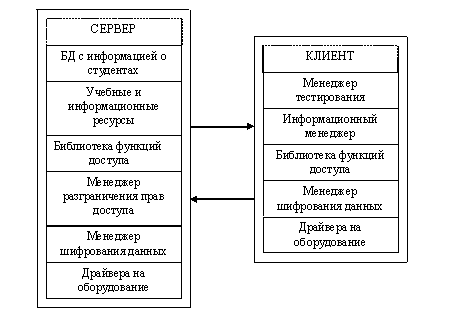 СЕРВЕР
БД с информацией о
студентах
Учебные и
информационные
ресурсы
Библиотека функций
доступа
Менеджер
разграничения прав
доступа
Менеджер
шифрования данных
Драйвера на
оборудование
КЛИЕНТ
Менеджер
тестирования
Информационный
менеджер
Библиотека функций
доступа
Менеджер
шифрования данных
Драйвера на
оборудование